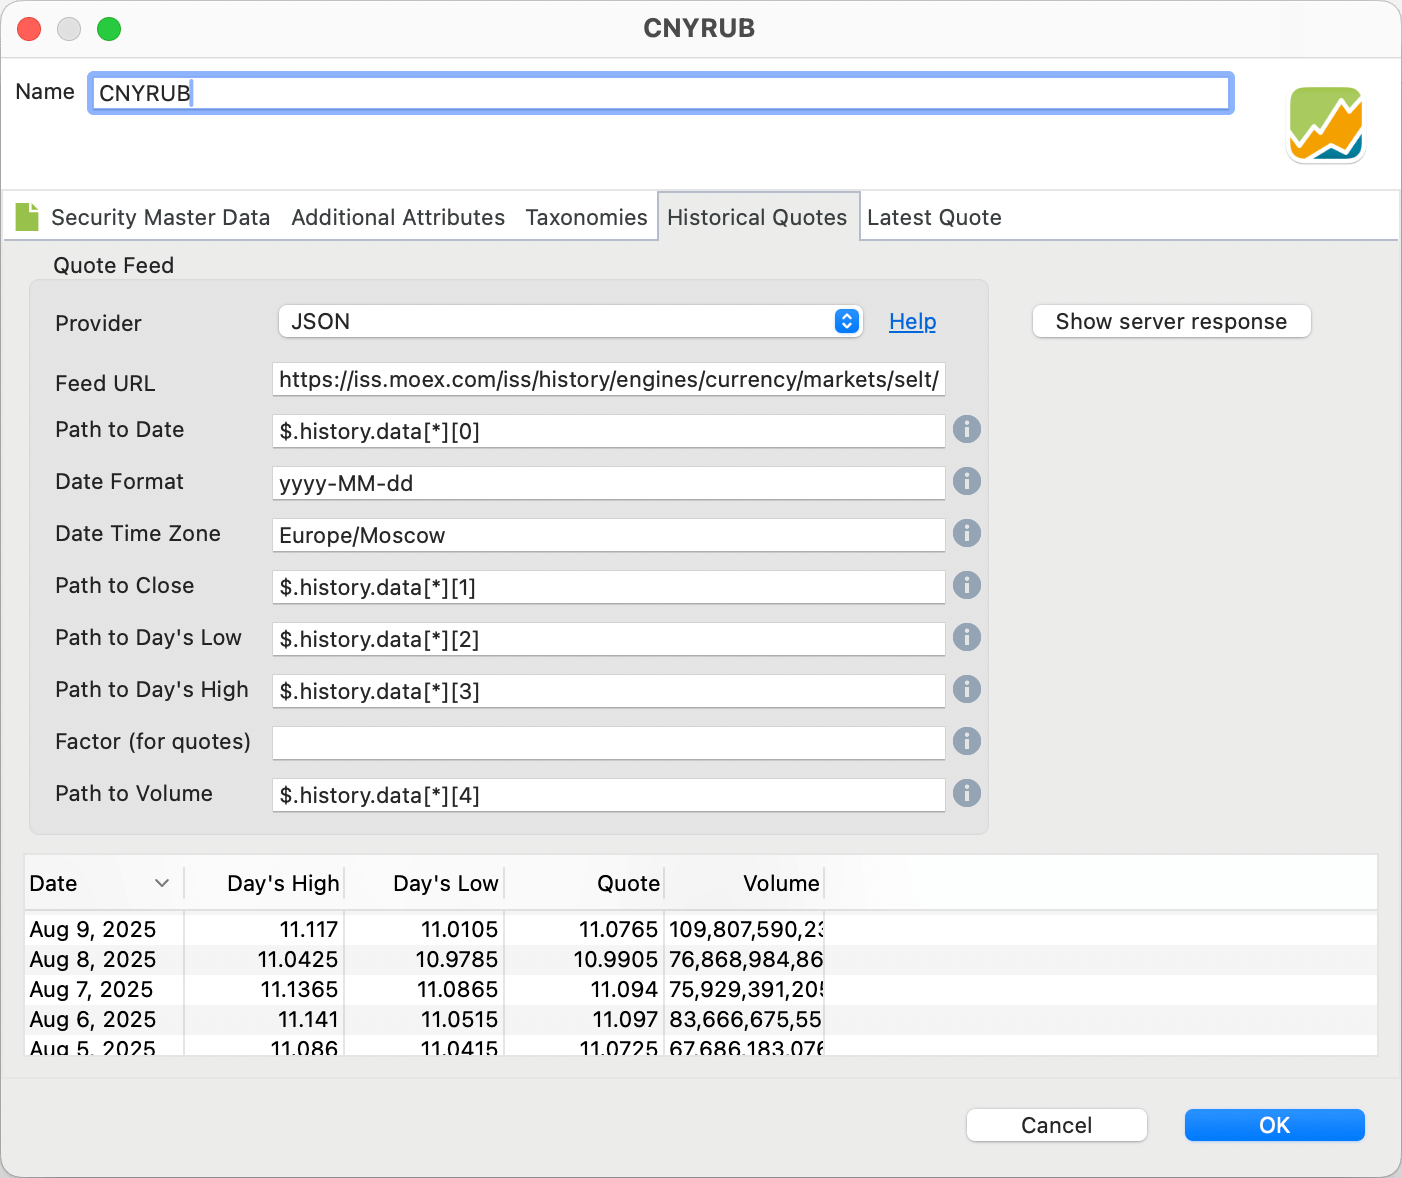 CNYRUB
Name CNYRUB
Security Master Data Additional Attributes Taxonomies Historical Quotes Latest Quote
Quote Feed
Provider JSON Help Show server response
Feed URL https://iss.moex.com/iss/history/engines/currency/markets/selt/
Path to Date $.history.data[*][0]
Date Format yyyy-MM-dd
Date Time Zone Europe/Moscow
Path to Close $.history.data[*][1]
Path to Day's Low $.history.data[*][2]
Path to Day's High $.history.data[*][3]
Factor (for quotes)
Path to Volume $.history.data[*][4]
Date Day's High Day's Low Quote Volume
Aug 9, 2025 11.117 11.0105 11.0765 109,807,590,23
Aug 8, 2025 11.0425 10.9785 10.9905 76,868,984,86
Aug 7, 2025 11.1365 11.0865 11.094 75,929,391,205
Aug 6, 2025 11.141 11.0515 11.097 83,666,675,55
Aug 5, 2025 11.086 11.0415 11.0725 67,686,183,076
Cancel OK